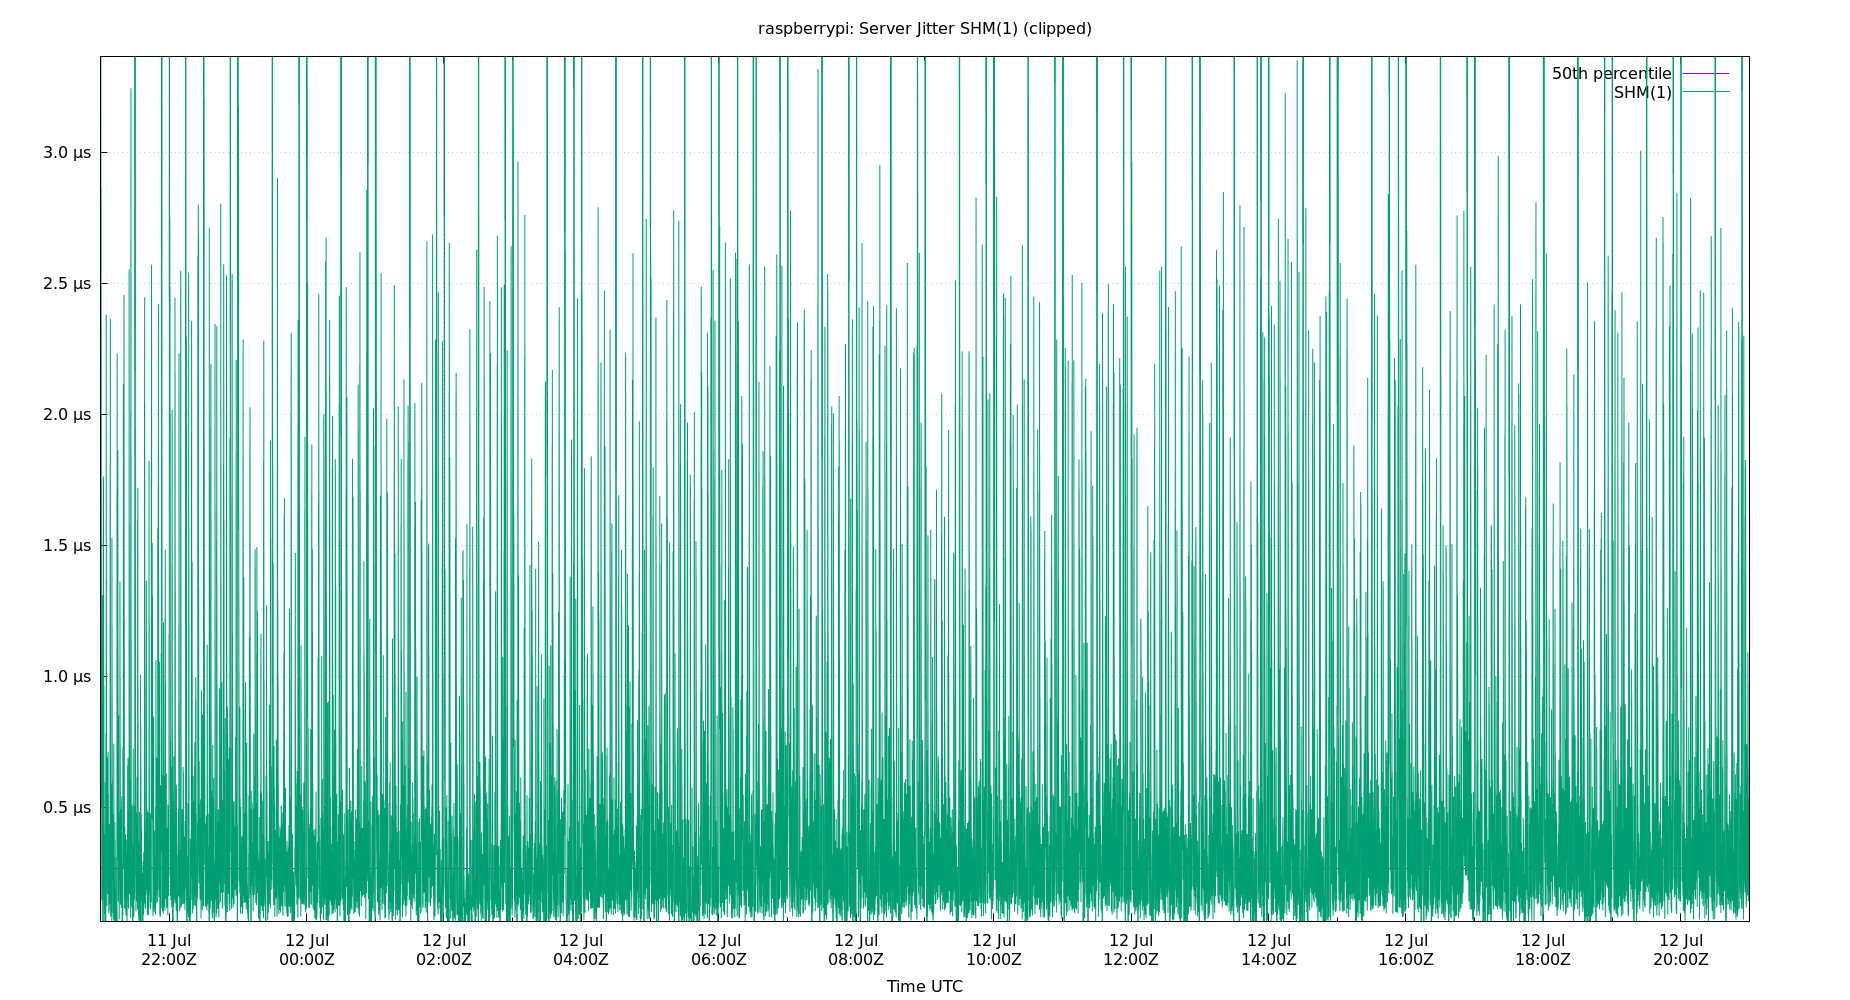 raspberrypi: Server Jitter SHM(1) (clipped)
50th percentile
SHM(1)
3.0 µs
2.5 µs
2.0 µs
1.5 µs
1.0 µs
0.5 µs
11 Jul 12 Jul 12 Jul 12 Jul 12 Jul 12 Jul 12 Jul 12 Jul 12 Jul 12 Jul 12 Jul 12 Jul
22:00Z 00:00Z 02:00Z 04:00Z 06:00Z 08:00Z 10:00Z 12:00Z 14:00Z 16:00Z 18:00Z 20:00Z
Time UTC